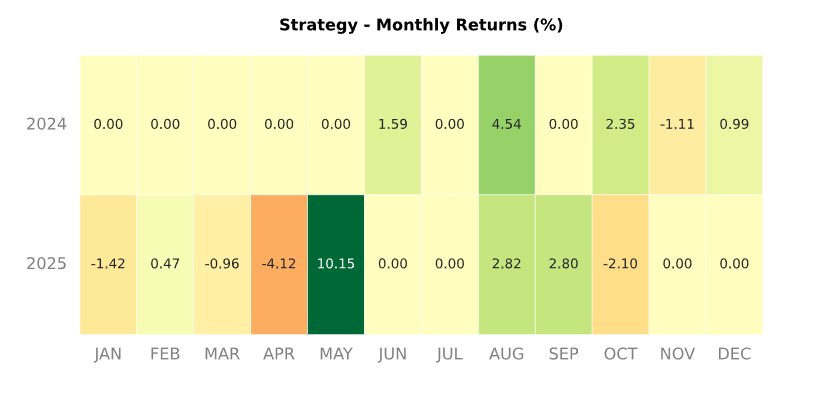 Strategy - Monthly Returns (%)
2024 0.00 0.00 0.00 0.00 0.00 1.59 0.00 4.54 0.00 2.35 -1.11 0.99
2025 -1.42 0.47 -0.96 -4.12 10.15 0.00 0.00 2.82 2.80 -2.10 0.00 0.00
JAN FEB MAR APR MAY JUN JUL AUG SEP OCT NOV DEC